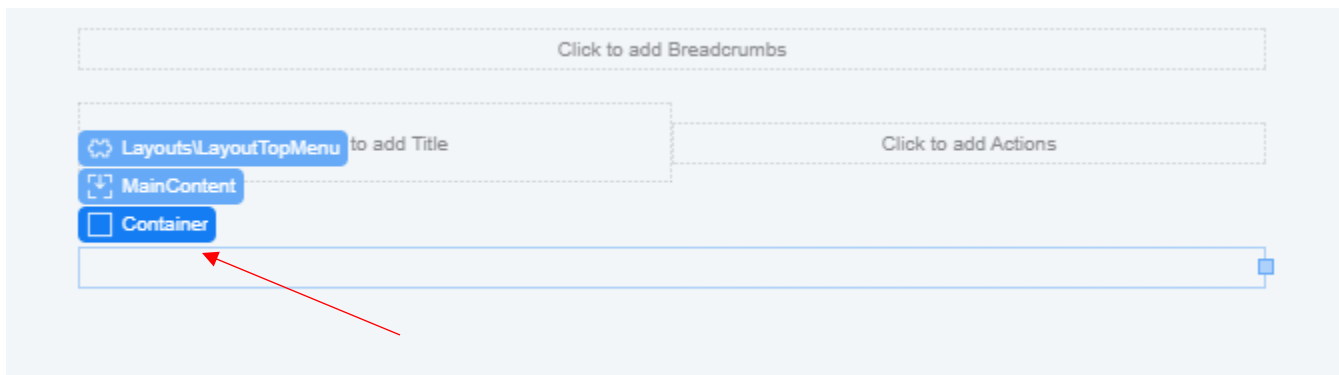 Click to add Breadcrumbs
Layouts\LayoutTopMenu to add Title
Click to add Actions
MainContent
Container